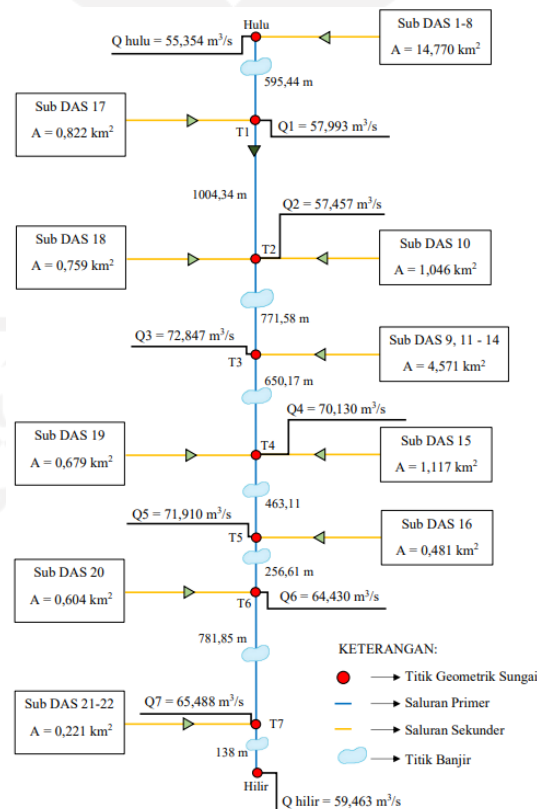 Hulu
Q hulu = 55,354 m³/s
Sub DAS 1-8
A = 14,770 km²
595,44 m
Sub DAS 17
A = 0,822 km²
T1
Q1 = 57,993 m³/s
1004,34 m
Q2 = 57,457 m³/s
Sub DAS 18
A = 0,759 km²
T2
Sub DAS 10
A = 1,046 km²
771,58 m
Q3 = 72,847 m³/s
T3
Sub DAS 9, 11 - 14
A = 4,571 km²
650,17 m
Q4 = 70,130 m³/s
Sub DAS 19
A = 0,679 km²
T4
Sub DAS 15
A = 1,117 km²
463,11
Q5 = 71,910 m³/s
T5
Sub DAS 16
A = 0,481 km²
256,61 m
Sub DAS 20
A = 0,604 km²
T6
Q6 = 64,430 m³/s
781,85 m
KETERANGAN:
Titik Geometrik Sungai
Saluran Primer
Saluran Sekunder
Titik Banjir
Sub DAS 21-22
A = 0,221 km²
Q7 = 65,488 m³/s
T7
138 m
Hilir
Q hilir = 59,463 m³/s